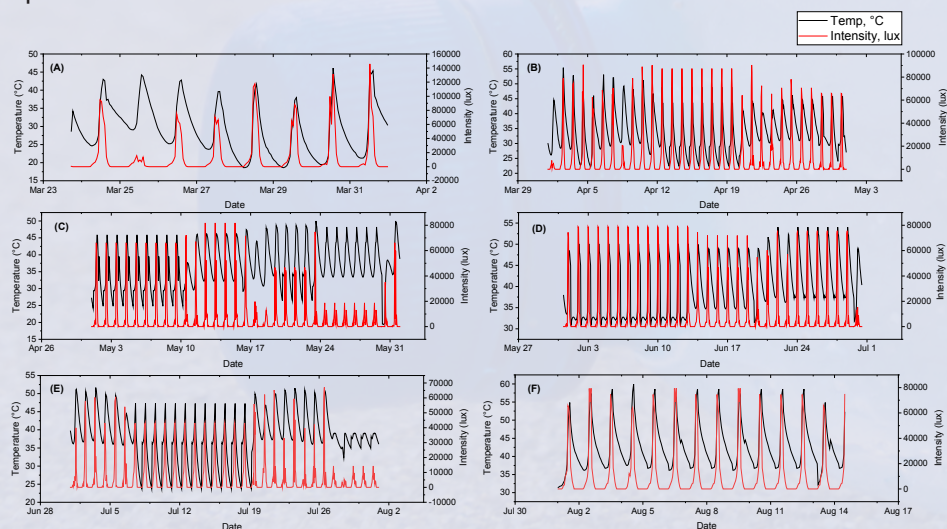 Temp, °C
Intensity, lux
(A)
Temperature (°C)
50
45
40
35
30
25
20
15
Intensity (lux)
160000
140000
120000
100000
80000
60000
40000
20000
0
-20000
Mar 23 Mar 25 Mar 27 Mar 29 Mar 31 Apr 2
Date
(B)
Temperature (°C)
60
55
50
45
40
35
30
25
20
15
Intensity (lux)
100000
80000
60000
40000
20000
0
Mar 29 Apr 5 Apr 12 Apr 19 Apr 26 May 3
Date
(C)
Temperature (°C)
50
45
40
35
30
25
20
15
Intensity (lux)
80000
60000
40000
20000
0
Apr 26 May 3 May 10 May 17 May 24 May 31
Date
(D)
Temperature (°C)
55
50
45
40
35
30
Intensity (lux)
80000
60000
40000
20000
0
May 27 Jun 3 Jun 10 Jun 17 Jun 24 Jul 1
Date
(E)
Temperature (°C)
55
50
45
40
35
30
25
20
Intensity (lux)
70000
60000
50000
40000
30000
20000
10000
0
-10000
Jun 28 Jul 5 Jul 12 Jul 19 Jul 26 Aug 2
Date
(F)
Temperature (°C)
60
55
50
45
40
35
30
Intensity (lux)
80000
60000
40000
20000
0
Jul 30 Aug 2 Aug 5 Aug 8 Aug 11 Aug 14 Aug 17
Date